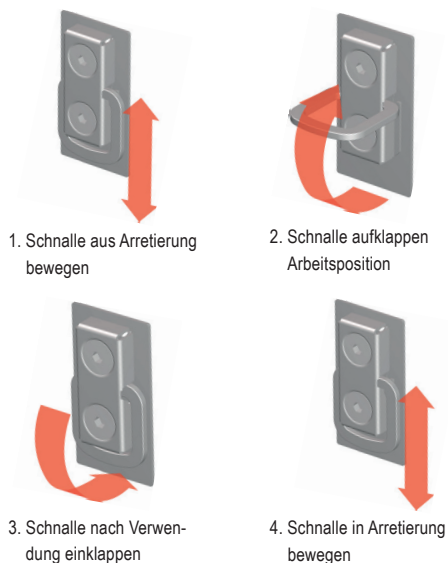 1. Schnalle aus Arretierung
bewegen
2. Schnalle aufklappen
Arbeitsposition
3. Schnalle nach Verwen-
dung einklappen
4. Schnalle in Arretierung
bewegen